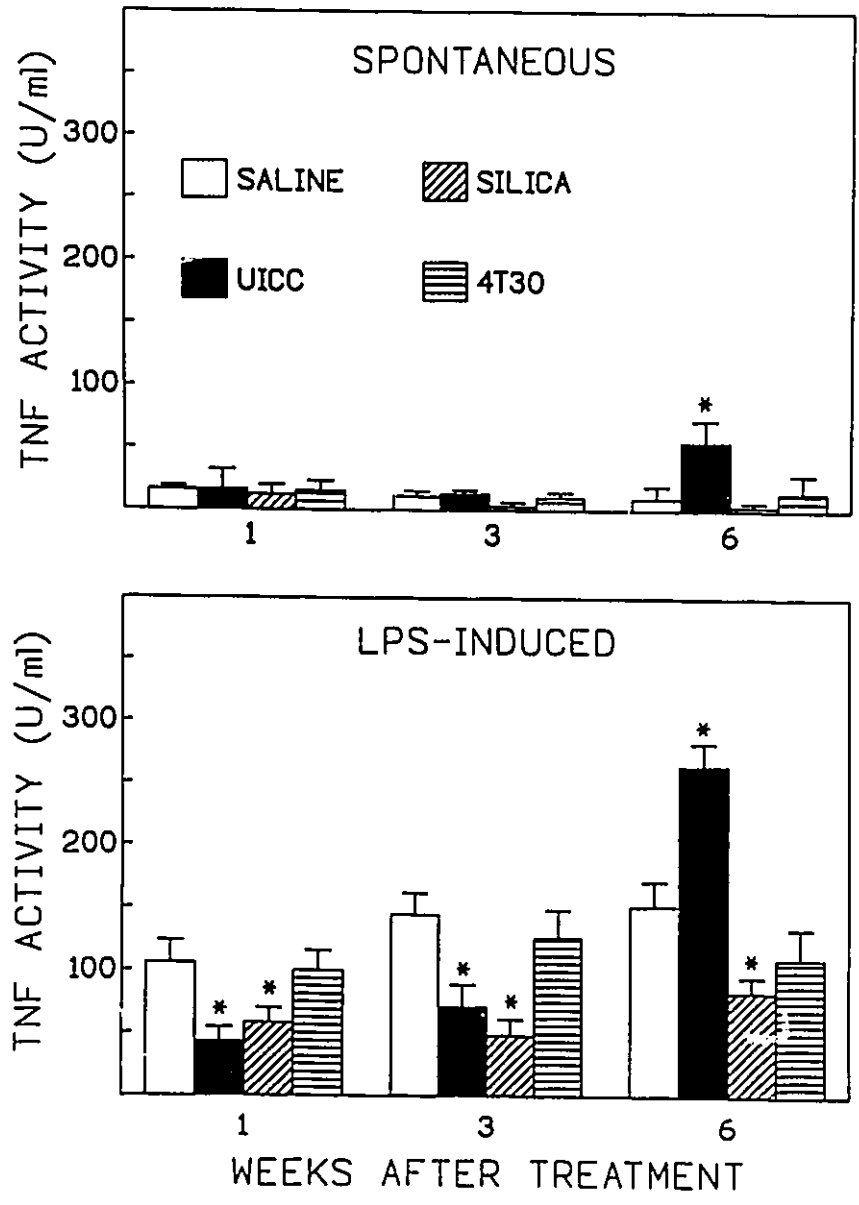 SPONTANEOUS
TNF ACTIVITY (U/ml)
300
200
100
SALINE
SILICA
UICC
4T30
*
1 3 6
LPS-INDUCED
TNF ACTIVITY (U/ml)
300
200
100
* * * * * *
1 3 6
WEEKS AFTER TREATMENT